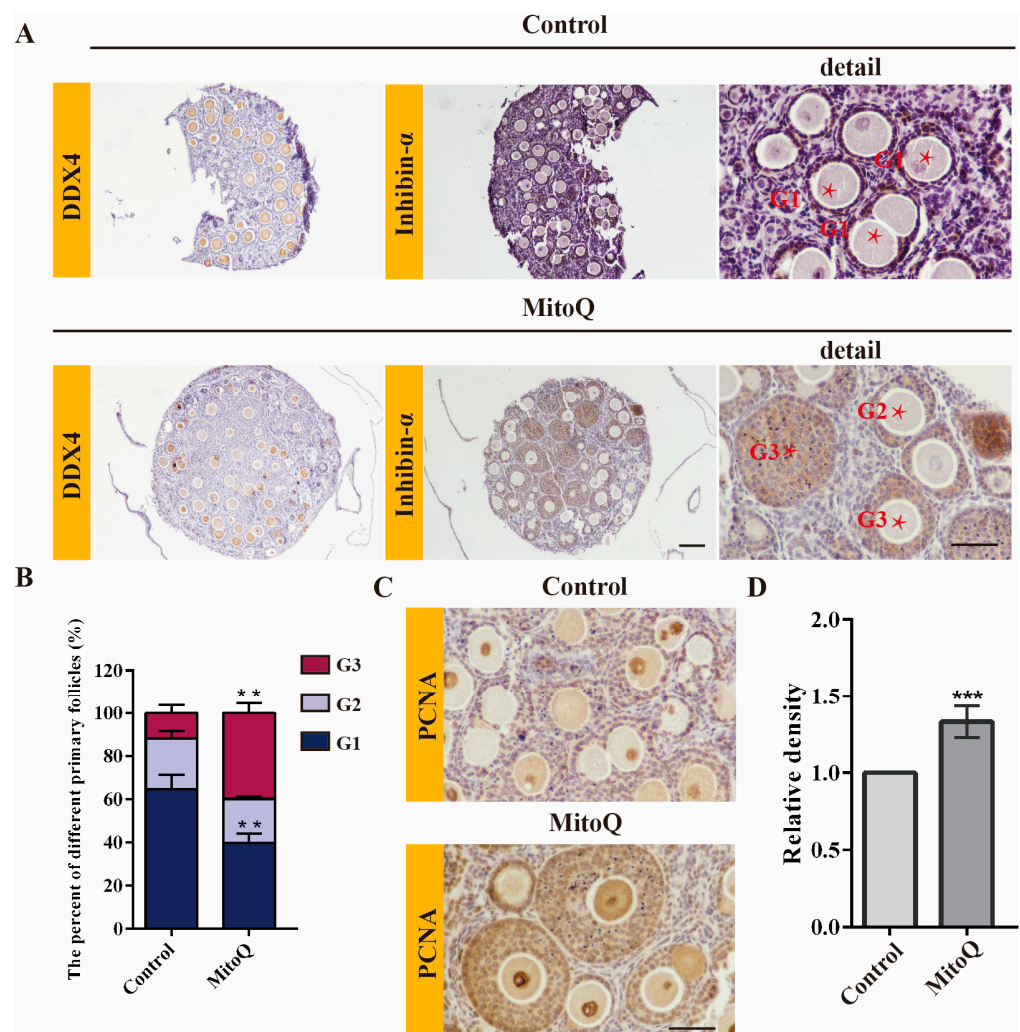 A
Control
detail
DDX4
Inhibin-α
G1
G1
G1
MitoQ
detail
DDX4
Inhibin-α
G2
G3
G3
B
The percent of different primary follicles (%)
120
100
80
60
40
20
0
**
**
G3
G2
G1
Control
MitoQ
C
Control
PCNA
MitoQ
PCNA
D
Relative density
2.0
1.5
1.0
0.5
0.0
***
Control
MitoQ